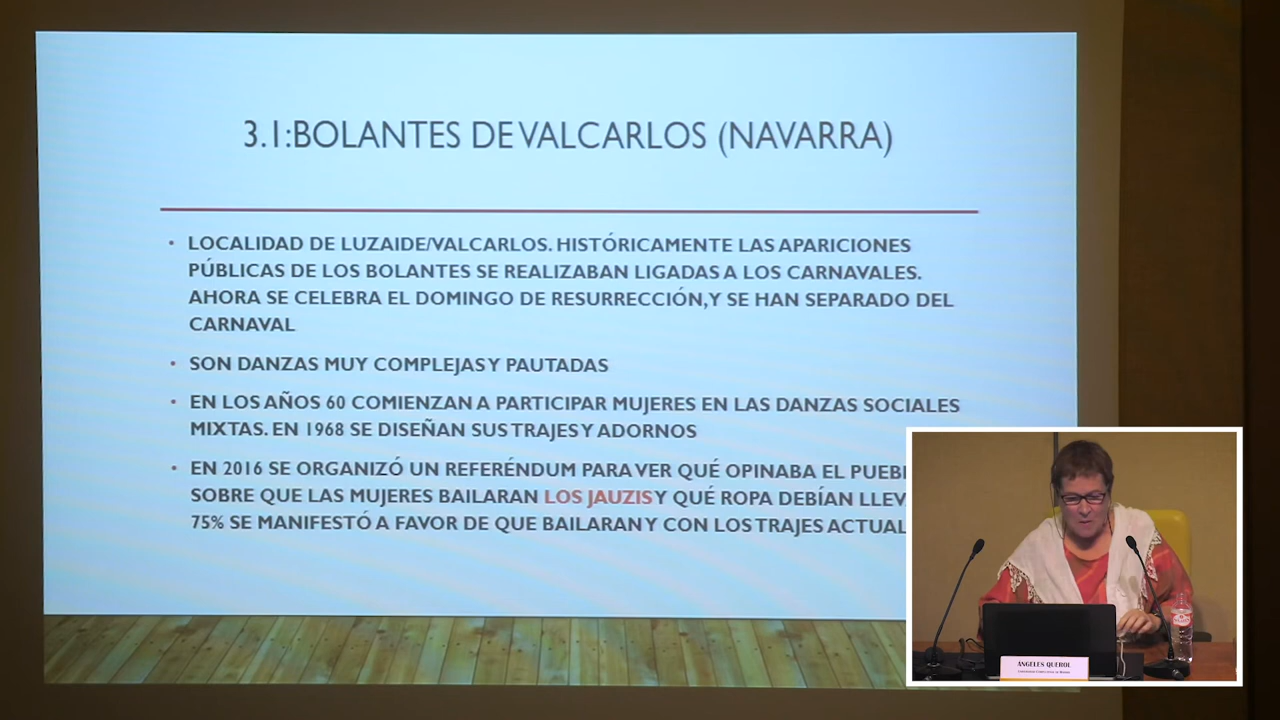 3.1:BOLANTES DE VALCARLOS (NAVARRA)
• LOCALIDAD DE LUZAIDE/VALCARLOS. HISTÓRICAMENTE LAS APARICIONES
PÚBLICAS DE LOS BOLANTES SE REALIZABAN LIGADAS A LOS CARNAVALES.
AHORA SE CELEBRA EL DOMINGO DE RESURRECCIÓN, Y SE HAN SEPARADO DEL
CARNAVAL
• SON DANZAS MUY COMPLEJAS Y PAUTADAS
• EN LOS AÑOS 60 COMIENZAN A PARTICIPAR MUJERES EN LAS DANZAS SOCIALES
MIXTAS. EN 1968 SE DISEÑAN SUS TRAJES Y ADORNOS
• EN 2016 SE ORGANIZÓ UN REFERÉNDUM PARA VER QUÉ OPINABA EL PUEB
SOBRE QUE LAS MUJERES BAILARAN LOS JAUZIS Y QUÉ ROPA DEBÍAN LLEV
75% SE MANIFESTÓ A FAVOR DE QUE BAILARAN Y CON LOS TRAJES ACTUAL
ANGELES QUEROL